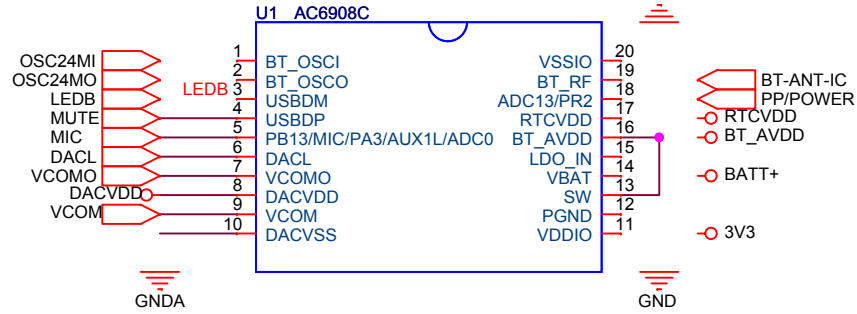 U1 AC6908C
OSC24MI 1 BT_OSCI VSSIO 20
OSC24MO 2 BT_OSCO BT_RF 19 BT-ANT-IC
LEDB LEDB 3 USBDM ADC13/PR2 18 PP/POWER
MUTE 4 USBDP RTCVDD 17 RTCVDD
MIC 5 PB13/MIC/PA3/AUX1L/ADC0 BT_AVDD 16 BT_AVDD
DACL 6 DACL LDO_IN 15
VCOMO 7 VCOMO VBAT 14 BATT+
DACVDD 8 DACVDD SW 13
VCOM 9 VCOM PGND 12
10 DACVSS VDDIO 11 3V3
GNDA GND